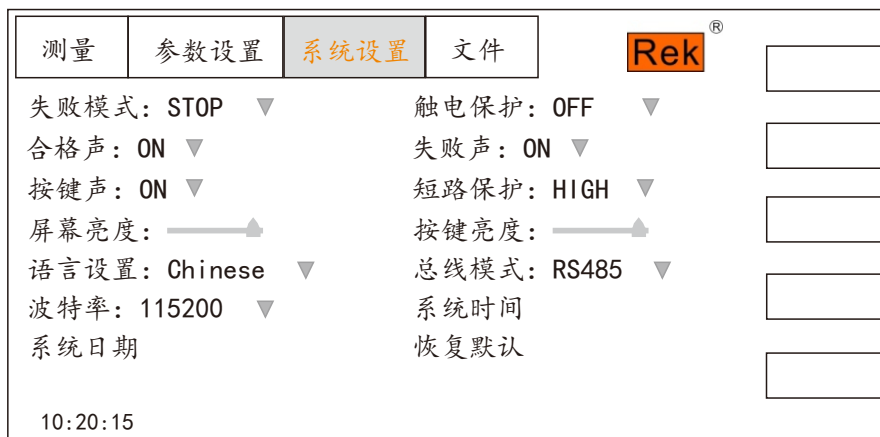 测量 参数设置 系统设置 文件 Rek ®
失败模式：STOP ▼ 触电保护：OFF ▼
合格声：ON ▼ 失败声：ON ▼
按键声：ON ▼ 短路保护：HIGH ▼
屏幕亮度： 按键亮度：
语言设置：Chinese ▼ 总线模式：RS485 ▼
波特率：115200 ▼ 系统时间
系统日期 恢复默认
10:20:15